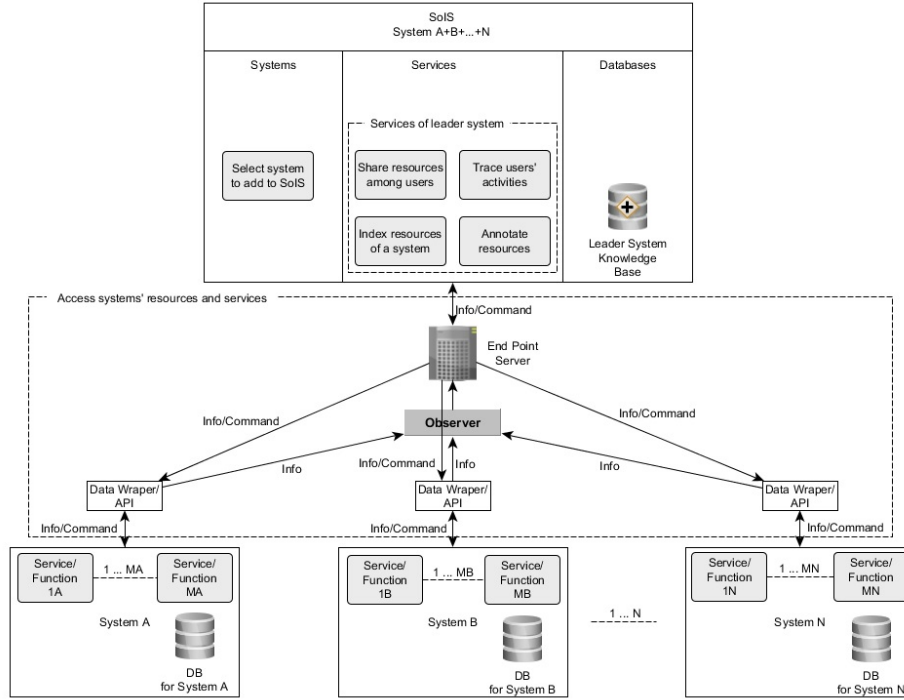 SoIS
System A+B+...+N
Systems
Services
Databases
Services of leader system
Select system
to add to SoIS
Share resources
among users
Trace users'
activities
Index resources
of a system
Annotate
resources
Leader System
Knowledge
Base
Access systems' resources and services
Info/Command
End Point
Server
Info/Command
Info/Command
Observer
Info
Info/Command
Info
Info
Data Wraper/
API
Data Wraper/
API
Data Wraper/
API
Info/Command
Info/Command
Info/Command
Service/
Function
1A
1 ... MA
Service/
Function
MA
System A
DB
for System A
Service/
Function
1B
1 ... MB
Service/
Function
MB
System B
DB
for System B
1 ... N
Service/
Function
1N
1 ... MN
Service/
Function
MN
System N
DB
for System N